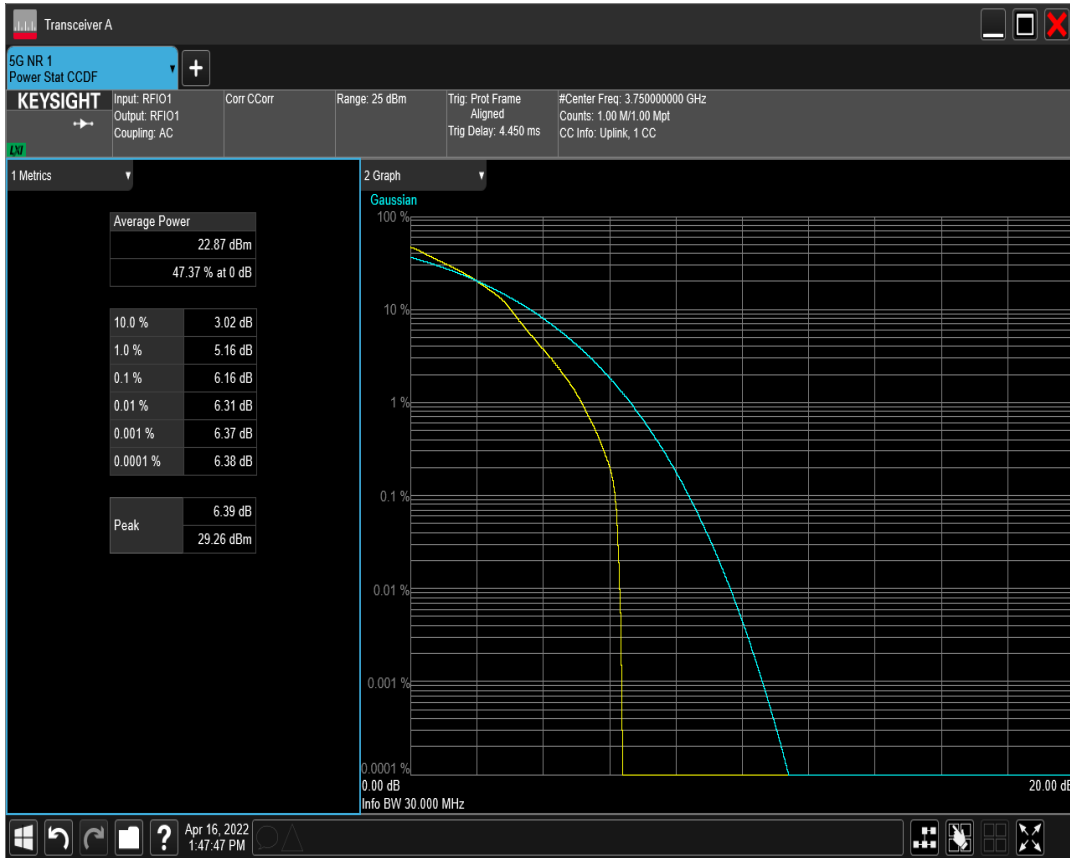 Transceiver A
5G NR 1
Power Stat CCDF
+
KEYSIGHT
LXI
Input: RFIO1
Output: RFIO1
Coupling: AC
Corr CCorr
Range: 25 dBm
Trig: Prot Frame
Aligned
Trig Delay: 4.450 ms
#Center Freq: 3.750000000 GHz
Counts: 1.00 M/1.00 Mpt
CC Info: Uplink, 1 CC
1 Metrics
Average Power
22.87 dBm
47.37 % at 0 dB
10.0 % 3.02 dB
1.0 % 5.16 dB
0.1 % 6.16 dB
0.01 % 6.31 dB
0.001 % 6.37 dB
0.0001 % 6.38 dB
Peak
6.39 dB
29.26 dBm
2 Graph
Gaussian
100 %
10 %
1 %
0.1 %
0.01 %
0.001 %
0.0001 %
0.00 dB 20.00 dB
Info BW 30.000 MHz
?
Apr 16, 2022
1:47:47 PM